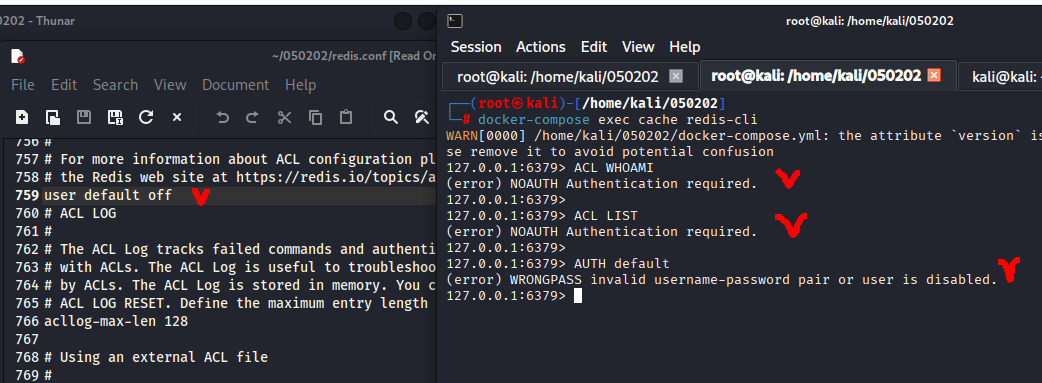 050202 - Thunar
~/050202/redis.conf [Read On
File Edit Search View Document Help
756 #
757 # For more information about ACL configuration pl
758 # the Redis web site at https://redis.io/topics/a
759 user default off
760 # ACL LOG
761 #
762 # The ACL Log tracks failed commands and authenti
763 # with ACLs. The ACL Log is useful to troubleshoo
764 # by ACLs. The ACL Log is stored in memory. You c
765 # ACL LOG RESET. Define the maximum entry length
766 acllog-max-len 128
767
768 # Using an external ACL file
769 #
root@kali: /home/kali/050202
Session Actions Edit View Help
root@kali: /home/kali/050202
root@kali: /home/kali/050202
kali@kali: ~
┌──(root㉿kali)-[/home/kali/050202]
└─# docker-compose exec cache redis-cli
WARN[0000] /home/kali/050202/docker-compose.yml: the attribute `version` is
se remove it to avoid potential confusion
127.0.0.1:6379> ACL WHOAMI
(error) NOAUTH Authentication required.
127.0.0.1:6379>
127.0.0.1:6379> ACL LIST
(error) NOAUTH Authentication required.
127.0.0.1:6379>
127.0.0.1:6379> AUTH default
(error) WRONGPASS invalid username-password pair or user is disabled.
127.0.0.1:6379>